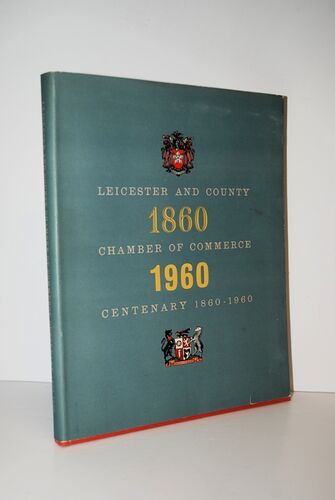 LEICESTER AND COUNTY
1860
CHAMBER OF COMMERCE
1960
CENTENARY 1860-1960